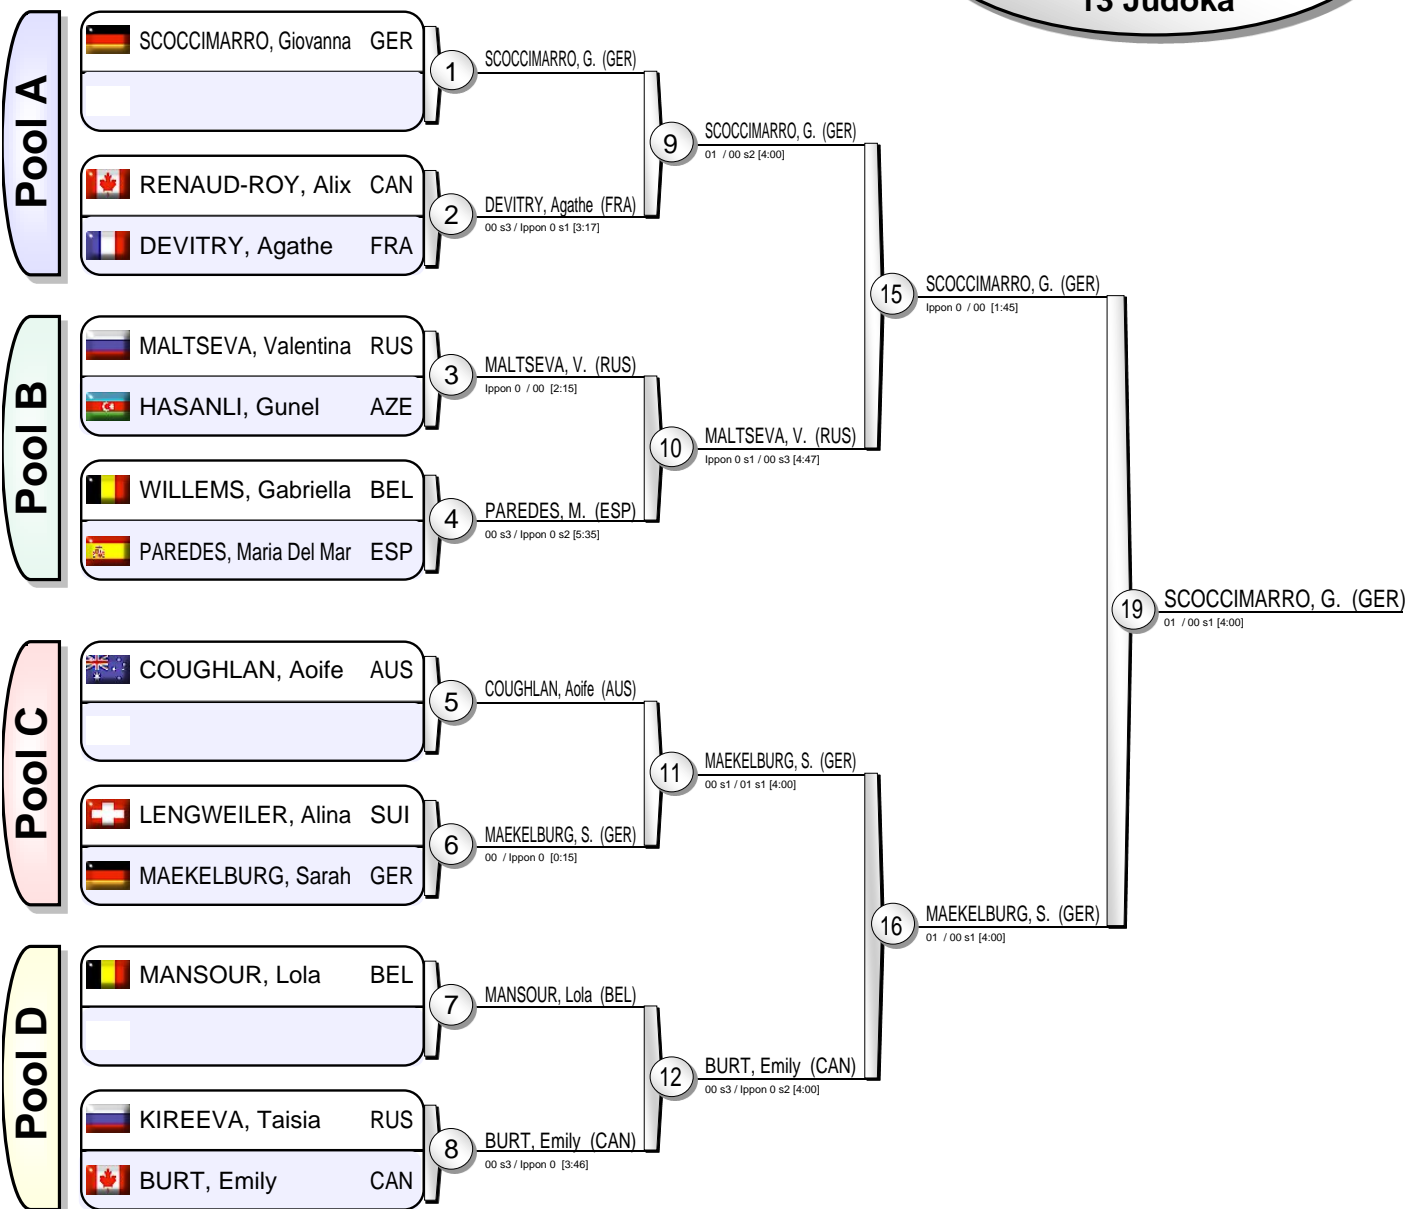 13 Judoka
Pool A
SCOCCIMARRO, Giovanna GER
RENAUD-ROY, Alix CAN
DEVITRY, Agathe FRA
Pool B
MALTSEVA, Valentina RUS
HASANLI, Gunel AZE
WILLEMS, Gabriella BEL
PAREDES, Maria Del Mar ESP
Pool C
COUGHLAN, Aoife AUS
LENGWEILER, Alina SUI
MAEKELBURG, Sarah GER
Pool D
MANSOUR, Lola BEL
KIREEVA, Taisia RUS
BURT, Emily CAN
1
SCOCCIMARRO, G. (GER)
2
DEVITRY, Agathe (FRA)
00 s3 / Ippon 0 s1 [3:17]
3
MALTSEVA, V. (RUS)
Ippon 0 / 00 [2:15]
4
PAREDES, M. (ESP)
00 s3 / Ippon 0 s2 [5:35]
5
COUGHLAN, Aoife (AUS)
6
MAEKELBURG, S. (GER)
00 / Ippon 0 [0:15]
7
MANSOUR, Lola (BEL)
8
BURT, Emily (CAN)
00 s3 / Ippon 0 [3:46]
9
SCOCCIMARRO, G. (GER)
01 / 00 s2 [4:00]
10
MALTSEVA, V. (RUS)
Ippon 0 s1 / 00 s3 [4:47]
11
MAEKELBURG, S. (GER)
00 s1 / 01 s1 [4:00]
12
BURT, Emily (CAN)
00 s3 / Ippon 0 s2 [4:00]
15
SCOCCIMARRO, G. (GER)
Ippon 0 / 00 [1:45]
16
MAEKELBURG, S. (GER)
01 / 00 s1 [4:00]
19
SCOCCIMARRO, G. (GER)
01 / 00 s1 [4:00]